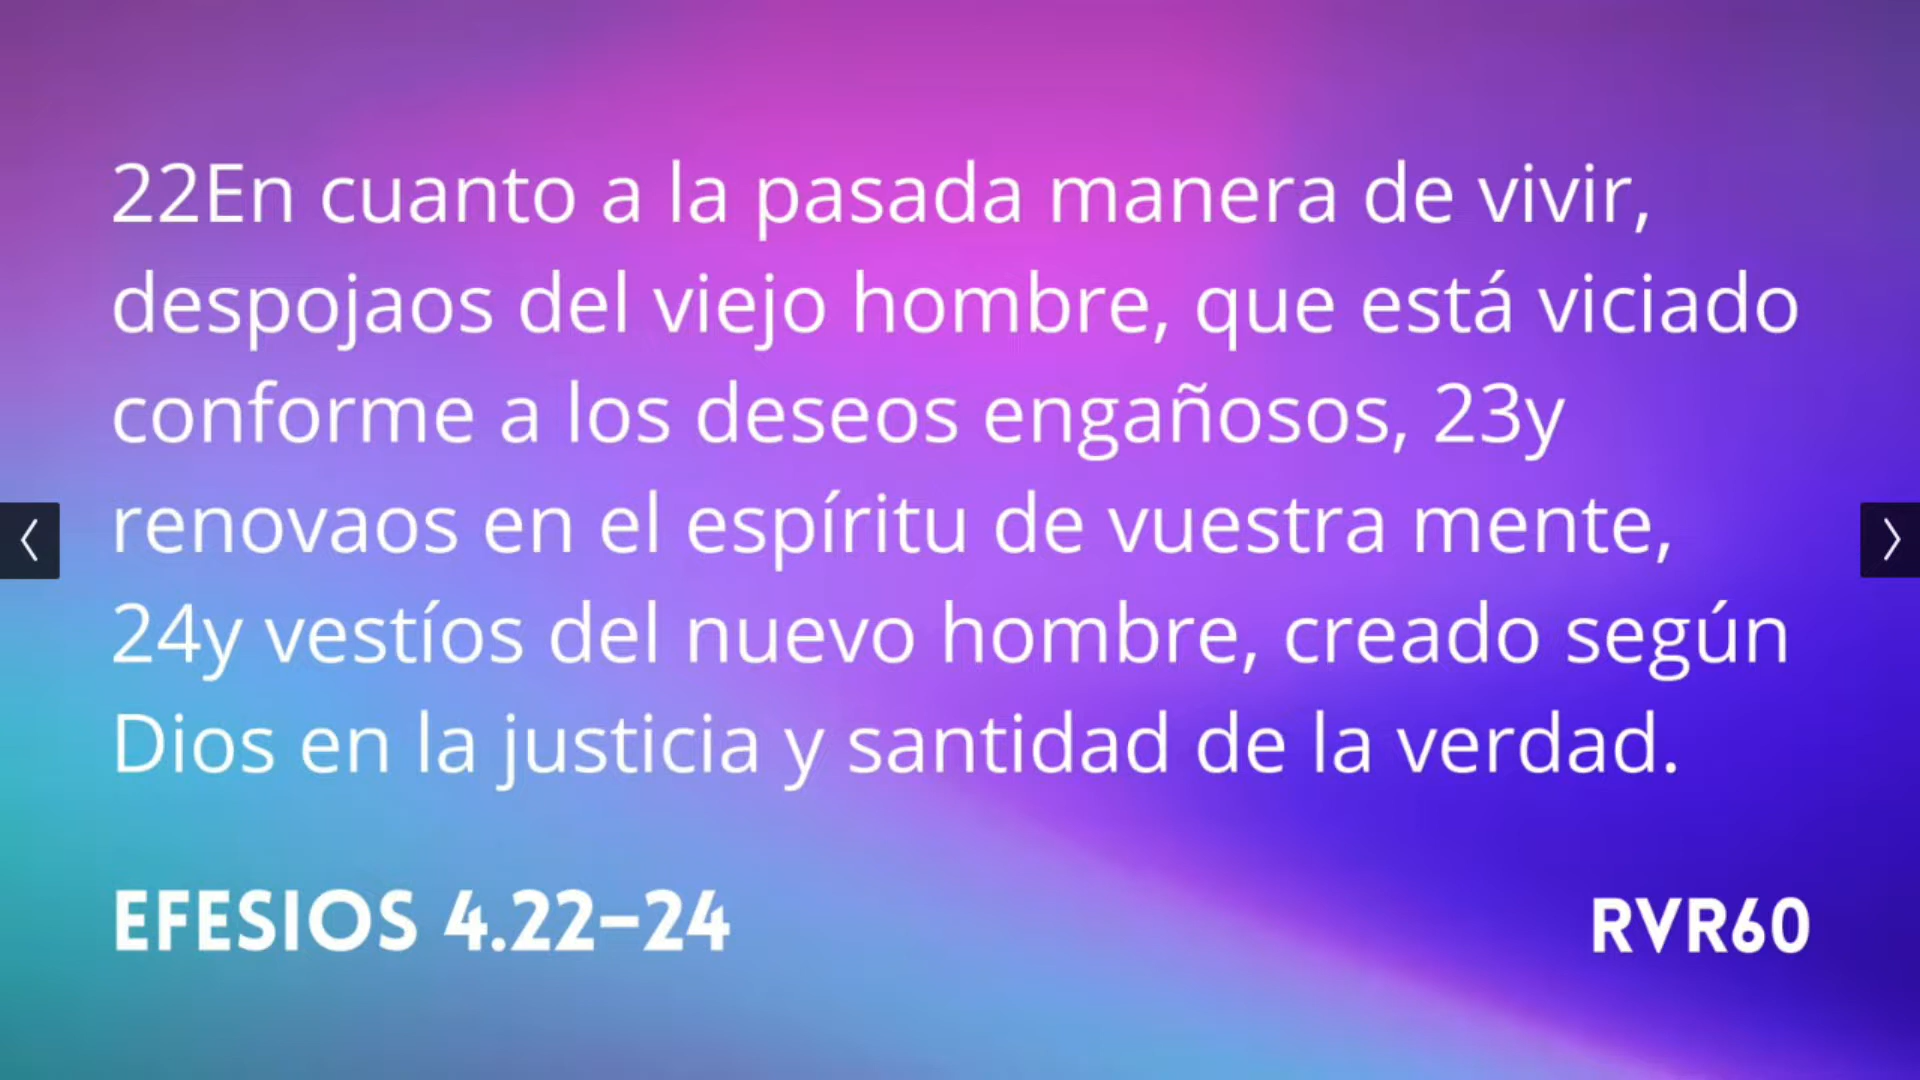 22En cuanto a la pasada manera de vivir,
despojaos del viejo hombre, que está viciado
conforme a los deseos engañosos, 23y
renovaos en el espíritu de vuestra mente,
24y vestíos del nuevo hombre, creado según
Dios en la justicia y santidad de la verdad.
EFESIOS 4.22–24
RVR60